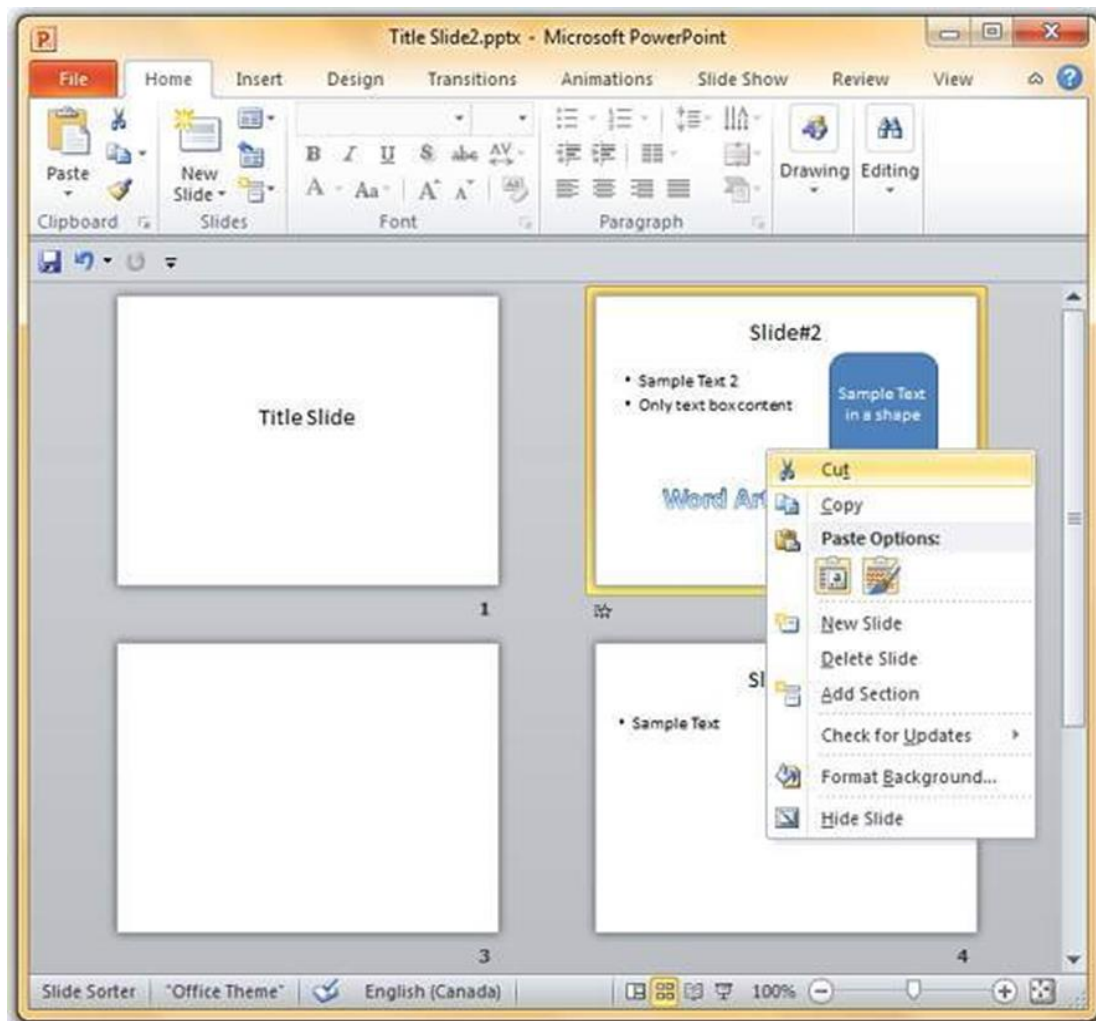 Title Slide2.pptx - Microsoft PowerPoint
File Home Insert Design Transitions Animations Slide Show Review View
Paste
New
Slide
B I U S abc AV
A Aa A A
Drawing Editing
Clipboard Slides Font Paragraph
Title Slide
1
Slide#2
• Sample Text 2
• Only text box content
Sample Text
in a shape
Word Art
Cut
Copy
Paste Options:
New Slide
Delete Slide
Add Section
Check for Updates
Format Background...
Hide Slide
3
Sl
• Sample Text
4
Slide Sorter "Office Theme" English (Canada) 100%